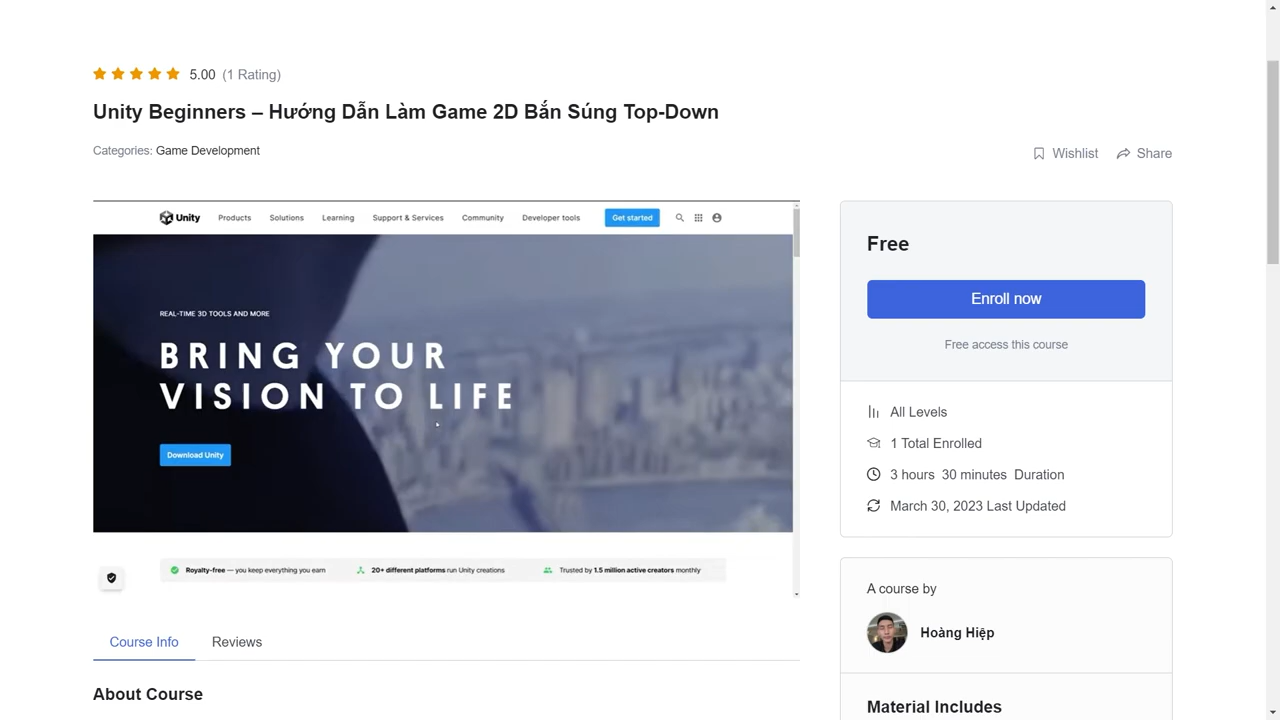 5.00 (1 Rating)
Unity Beginners – Hướng Dẫn Làm Game 2D Bắn Súng Top-Down
Categories: Game Development
Wishlist Share
Unity Products Solutions Learning Support & Services Community Developer tools Get started
REAL-TIME 3D TOOLS AND MORE
BRING YOUR
VISION TO LIFE
Download Unity
Royalty-free — you keep everything you earn 20+ different platforms run Unity creations Trusted by 1.5 million active creators monthly
Free
Enroll now
Free access this course
All Levels
1 Total Enrolled
3 hours 30 minutes Duration
March 30, 2023 Last Updated
A course by
Hoàng Hiệp
Material Includes
Course Info Reviews
About Course